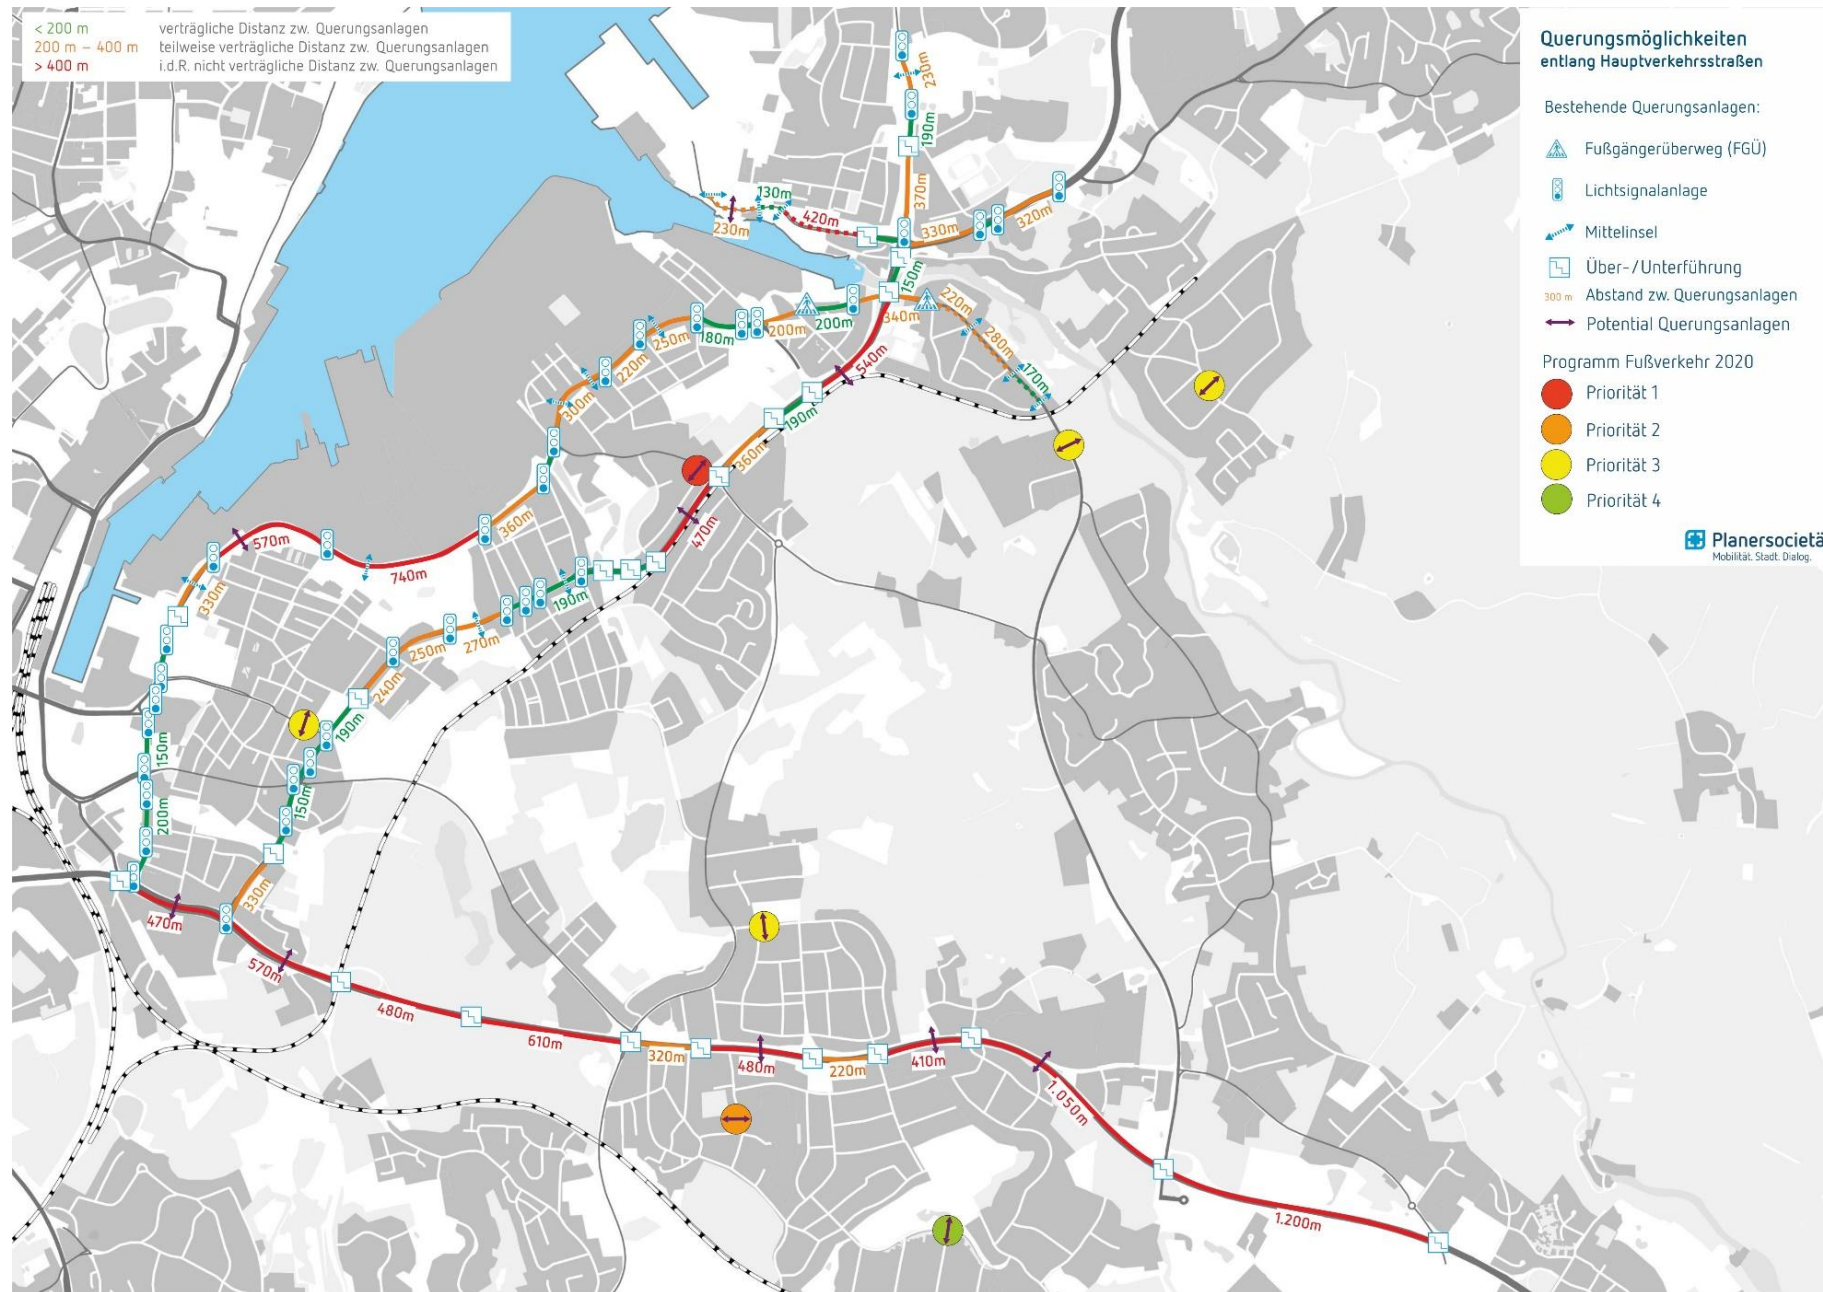 < 200 m verträgliche Distanz zw. Querungsanlagen
200 m – 400 m teilweise verträgliche Distanz zw. Querungsanlagen
> 400 m i.d.R. nicht verträgliche Distanz zw. Querungsanlagen
Querungsmöglichkeiten
entlang Hauptverkehrsstraßen
Bestehende Querungsanlagen:
Fußgängerüberweg (FGÜ)
Lichtsignalanlage
Mittelinsel
Über-/Unterführung
300 m Abstand zw. Querungsanlagen
Potential Querungsanlagen
Programm Fußverkehr 2020
Priorität 1
Priorität 2
Priorität 3
Priorität 4
Planersocietä
Mobilität. Stadt. Dialog.
230m
190m
370m
130m
230m
420m
330m
320m
150m
220m
340m
280m
170m
200m
200m
180m
250m
220m
300m
540m
190m
360m
470m
360m
740m
570m
330m
190m
270m
250m
240m
190m
150m
150m
200m
330m
470m
570m
480m
610m
320m
480m
220m
410m
1.050m
1.200m